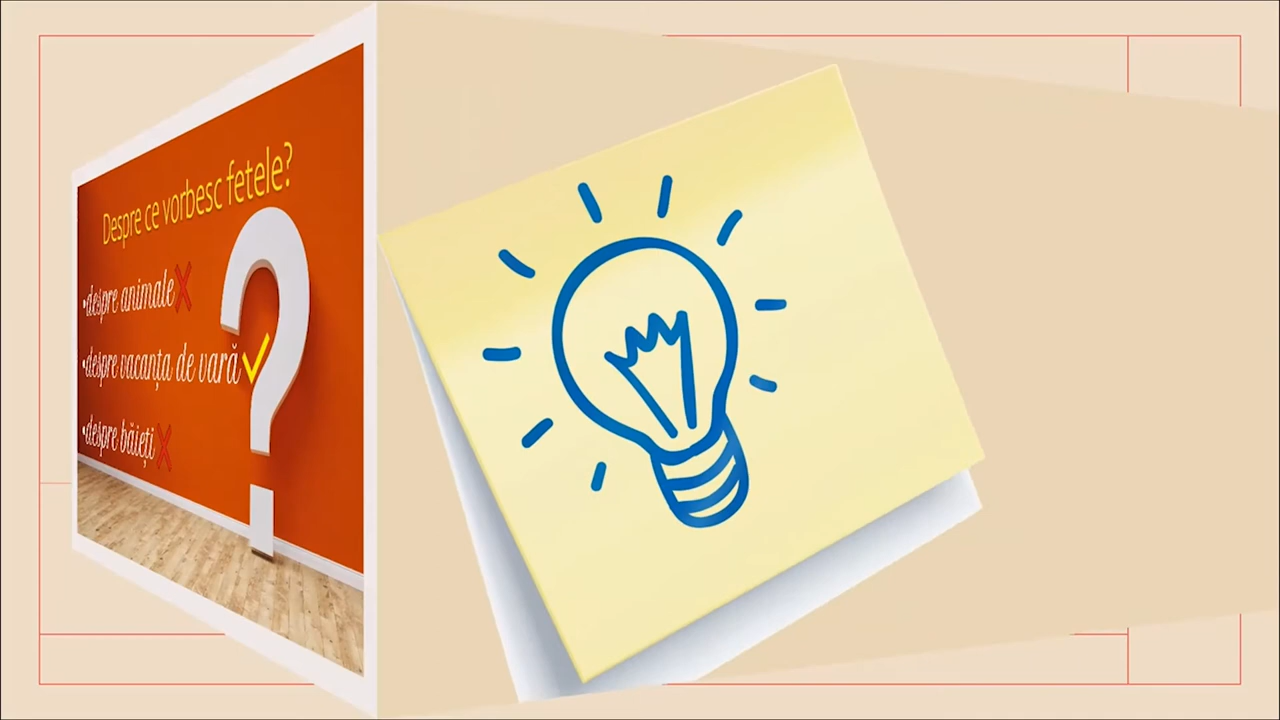 Despre ce vorbesc fetele?
•despre animale
•despre vacanța de vară
•despre băieți